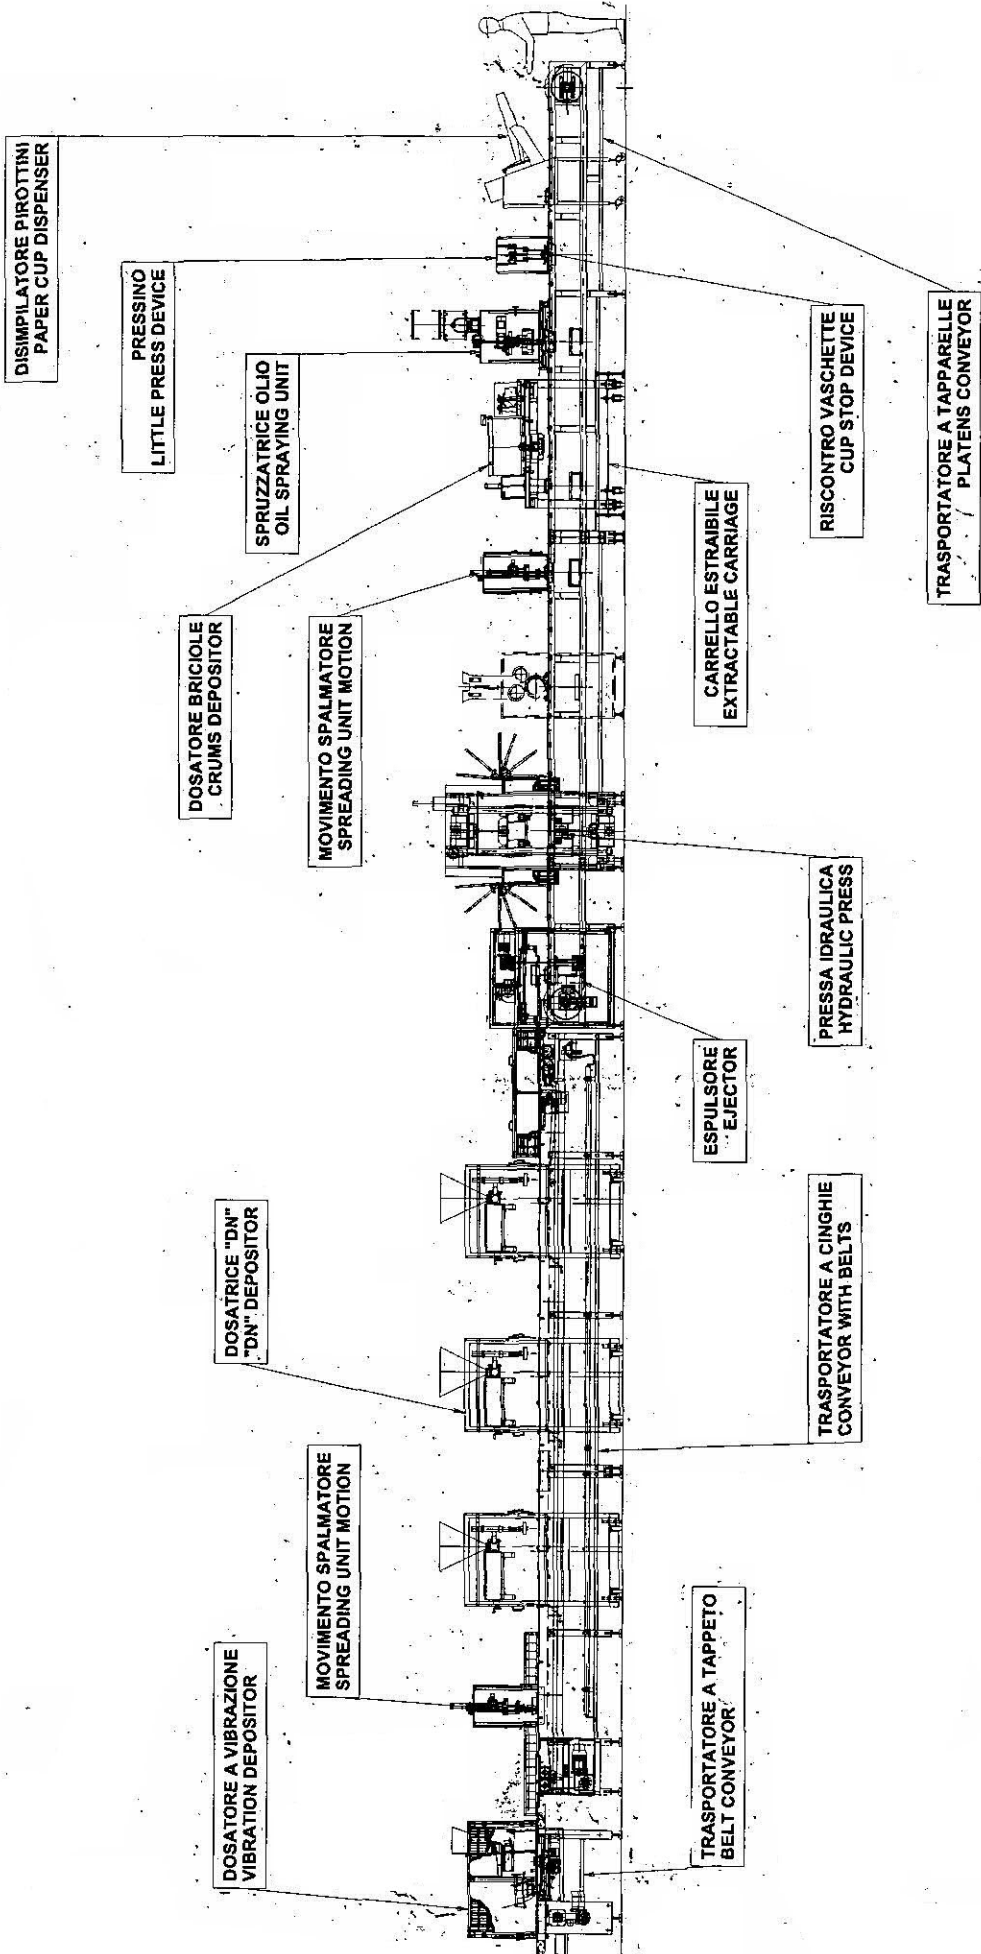 DISIMPILATORE PIROTTINI
PAPER CUP DISPENSER
PRESSINO
LITTLE PRESS DEVICE
SPRUZZATRICE OLIO
OIL SPRAYING UNIT
DOSATORE BRICIOLE
CRUMS DEPOSITOR
MOVIMENTO SPALMATORE
SPREADING UNIT MOTION
DOSATRICE "DN"
"DN" DEPOSITOR
MOVIMENTO SPALMATORE
SPREADING UNIT MOTION
DOSATORE A VIBRAZIONE
VIBRATION DEPOSITOR
TRASPORTATORE A TAPPETO
BELT CONVEYOR
TRASPORTATORE A CINGHIE
CONVEYOR WITH BELTS
ESPULSORE
EJECTOR
PRESSA IDRAULICA
HYDRAULIC PRESS
CARRELLO ESTRAIBILE
EXTRACTABLE CARRIAGE
RISCONTRO VASCHETTE
CUP STOP DEVICE
TRASPORTATORE A TAPPARELLE
PLATENS CONVEYOR